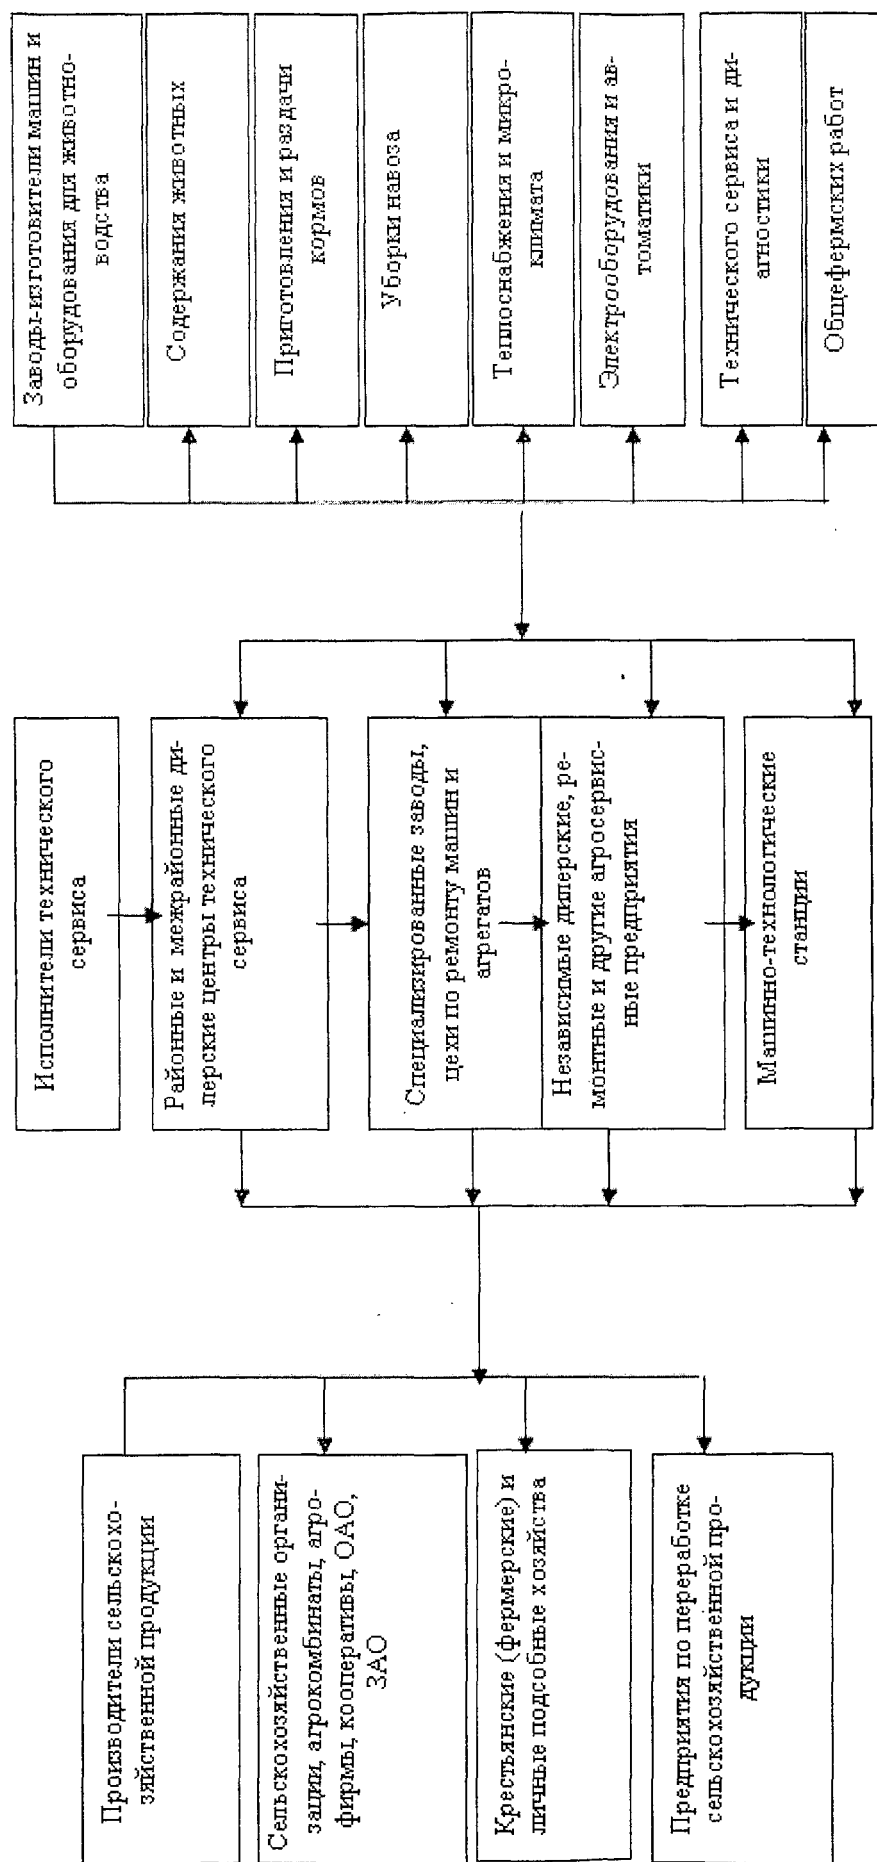 Производители сельскохо-
зяйственной продукции
Сельскохозяйственные органи-
зации, агрокомбинаты, агро-
фирмы, кооперативы, ОАО,
ЗАО
Крестьянские (фермерские) и
личные подсобные хозяйства
Предприятия по переработке
сельскохозяйственной про-
дукции
Исполнители технического
сервиса
Районные и межрайонные ди-
лерские центры технического
сервиса
Специализированные заводы,
цехи по ремонту машин и
агрегатов
Независимые дилерские, ре-
монтные и другие агросервис-
ные предприятия
Машинно-технологические
станции
Заводы-изготовители машин и
оборудования для животно-
водства
Содержания животных
Приготовления и раздачи
кормов
Уборки навоза
Теплоснабжения и микро-
климата
Электрооборудования и ав-
томатики
Технического сервиса и ди-
агностики
Общефермских работ